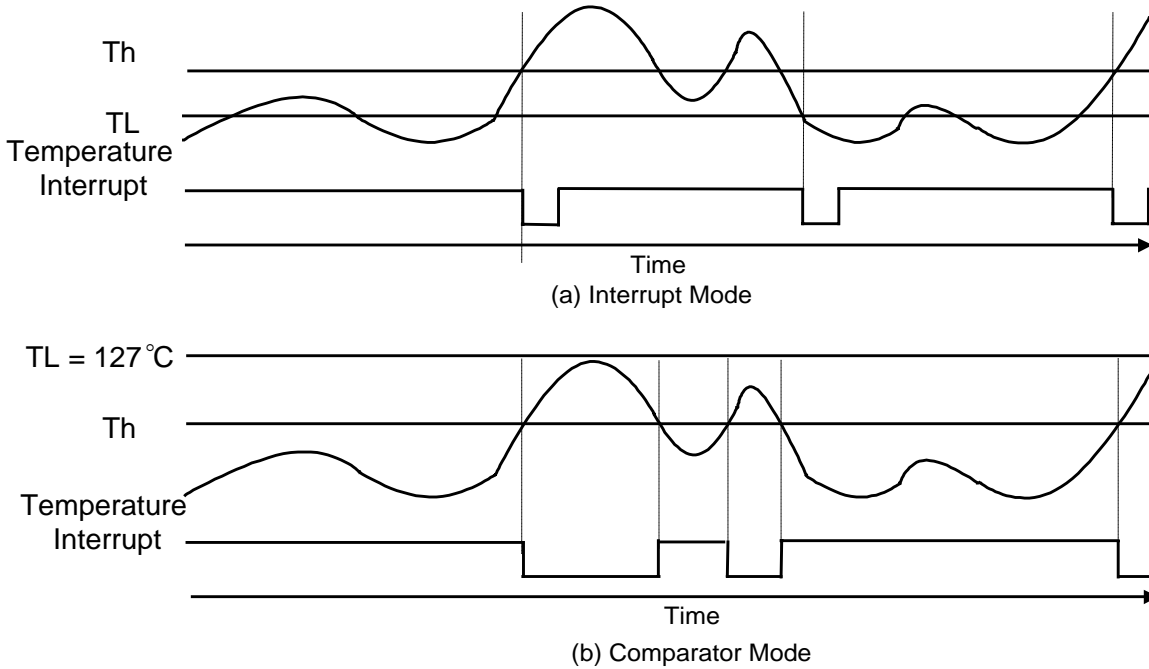 Th
TL
Temperature
Interrupt
Time
(a) Interrupt Mode
TL = 127°C
Th
Temperature
Interrupt
Time
(b) Comparator Mode